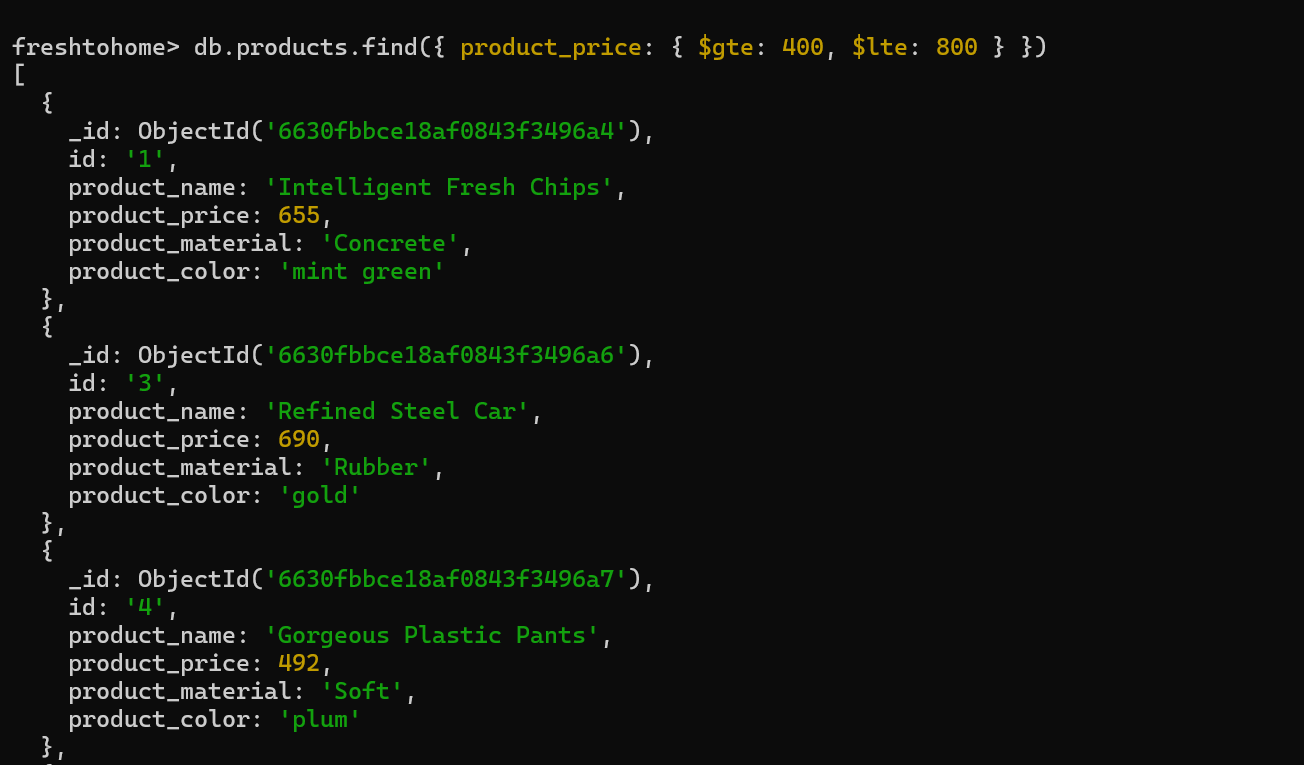 freshtohome> db.products.find({ product_price: { $gte: 400, $lte: 800 } })
[
  {
    _id: ObjectId('6630fbbce18af0843f3496a4'),
    id: '1',
    product_name: 'Intelligent Fresh Chips',
    product_price: 655,
    product_material: 'Concrete',
    product_color: 'mint green'
  },
  {
    _id: ObjectId('6630fbbce18af0843f3496a6'),
    id: '3',
    product_name: 'Refined Steel Car',
    product_price: 690,
    product_material: 'Rubber',
    product_color: 'gold'
  },
  {
    _id: ObjectId('6630fbbce18af0843f3496a7'),
    id: '4',
    product_name: 'Gorgeous Plastic Pants',
    product_price: 492,
    product_material: 'Soft',
    product_color: 'plum'
  },